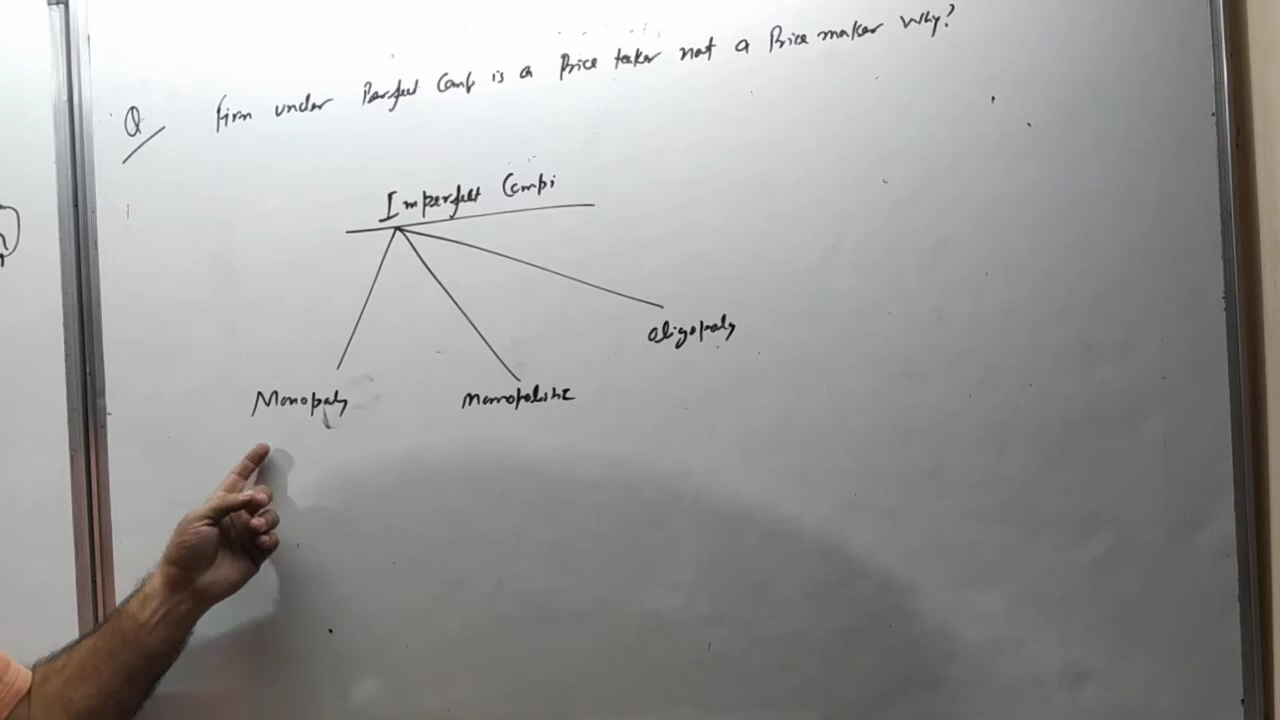 Q firm under Perfect Comp is a Price taker not a Price maker Why?
Imperfect Compi
Oligopoly
Monopoly Monopolistic